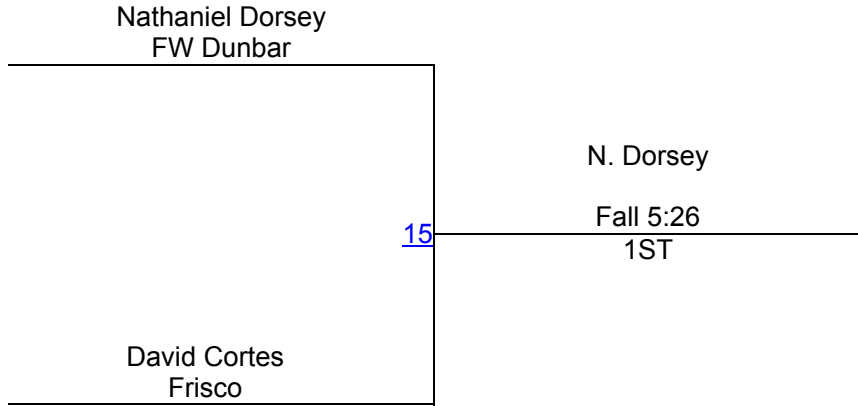 Nathaniel Dorsey
FW Dunbar
N. Dorsey
Fall 5:26
15
1ST
David Cortes
Frisco